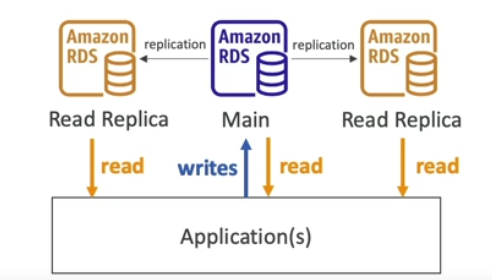 Amazon
RDS
replication
Amazon
RDS
replication
Amazon
RDS
Read Replica
Main
Read Replica
read
writes
read
read
Application(s)